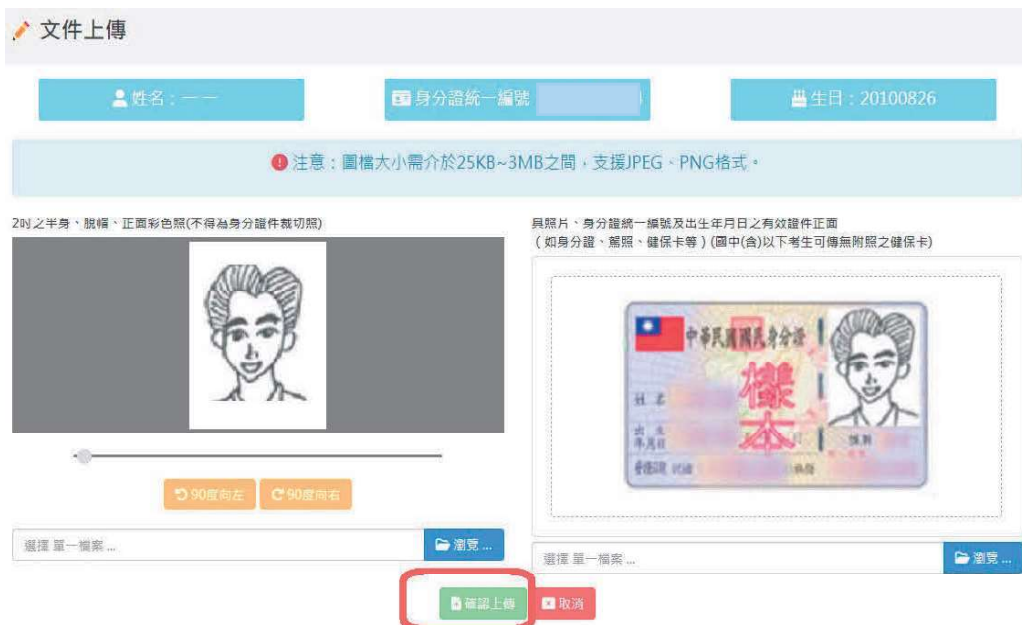 文件上傳
姓名：一 一
身分證統一編號
生日：20100826
注意：圖檔大小需介於25KB~3MB之間，支援JPEG、PNG格式。
2吋之半身、脫帽、正面彩色照(不得為身分證件裁切照)
具照片、身分證統一編號及出生年月日之有效證件正面
（如身分證、駕照、健保卡等）(國中(含)以下考生可傳無附照之健保卡)
中華民國國民身分證
樣本
姓名
出生
年月日
90度向左
90度向右
選擇 單一檔案 ...
瀏覽 ...
選擇 單一檔案 ...
瀏覽 ...
確認上傳
取消